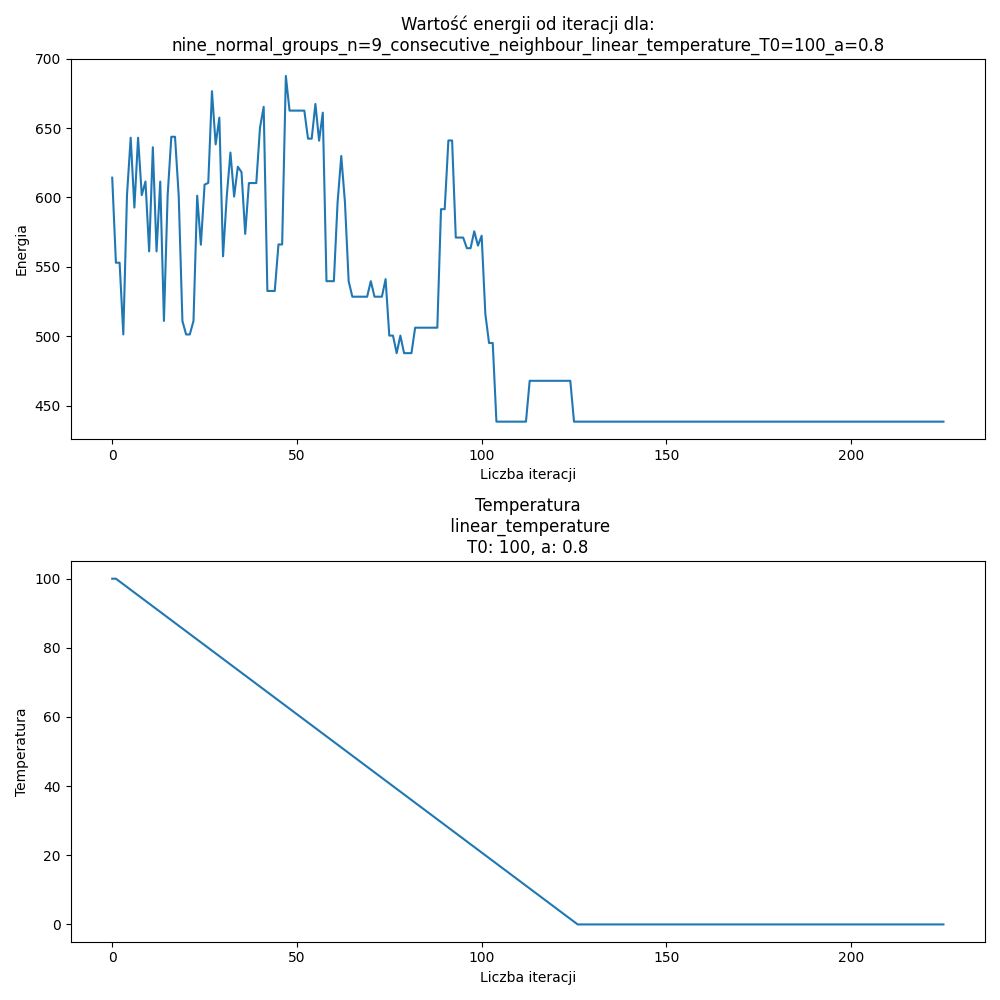 Wartość energii od iteracji dla:
nine_normal_groups_n=9_consecutive_neighbour_linear_temperature_T0=100_a=0.8
700
650
600
550
500
450
Energia
0 50 100 150 200
Liczba iteracji
Temperatura
linear_temperature
T0: 100, a: 0.8
100
80
60
40
20
0
Temperatura
0 50 100 150 200
Liczba iteracji